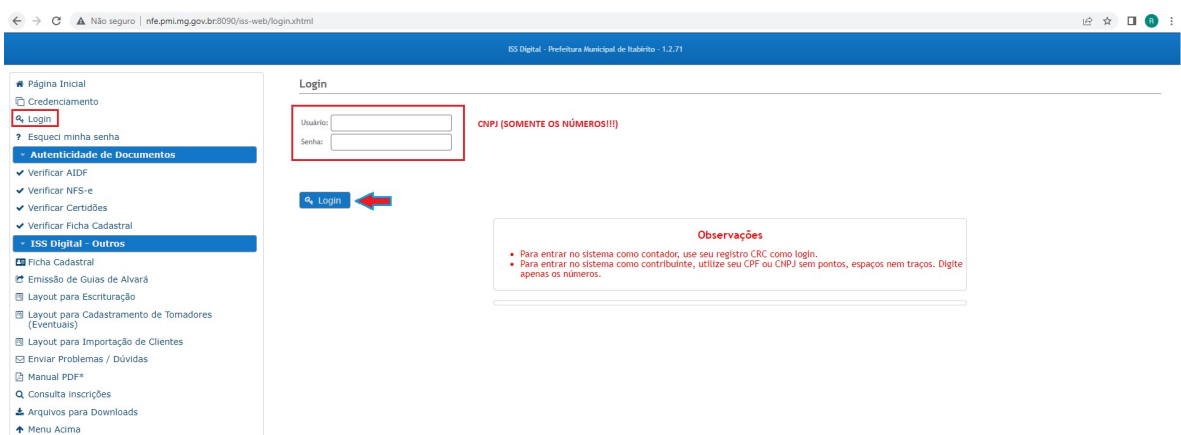 Não seguro | nfe.pmi.mg.gov.br:8090/iss-web/login.xhtml
R
ISS Digital - Prefeitura Municipal de Itabirito - 1.2.71
Página Inicial
Credenciamento
Login
? Esqueci minha senha
Autenticidade de Documentos
Verificar AIDF
Verificar NFS-e
Verificar Certidões
Verificar Ficha Cadastral
ISS Digital - Outros
Ficha Cadastral
Emissão de Guias de Alvará
Layout para Escrituração
Layout para Cadastramento de Tomadores
(Eventuais)
Layout para Importação de Clientes
Enviar Problemas / Dúvidas
Manual PDF*
Consulta inscrições
Arquivos para Downloads
Menu Acima
Login
Usuário:
CNPJ (SOMENTE OS NÚMEROS!!!)
Senha:
Login
Observações
• Para entrar no sistema como contador, use seu registro CRC como login.
• Para entrar no sistema como contribuinte, utilize seu CPF ou CNPJ sem pontos, espaços nem traços. Digite
apenas os números.